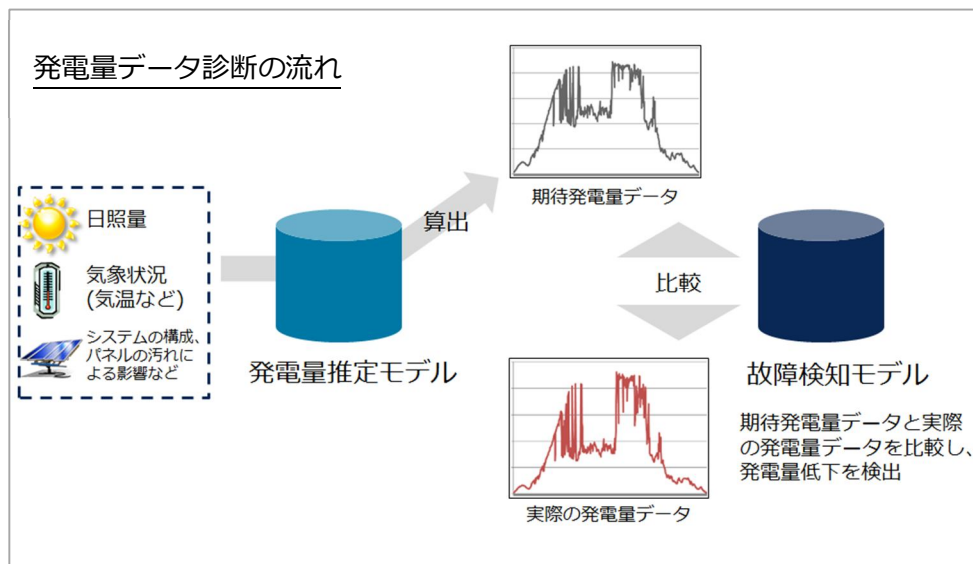 発電量データ診断の流れ
日照量
気象状況
(気温など)
システムの構成、
パネルの汚れに
よる影響など
発電量推定モデル
算出
期待発電量データ
比較
実際の発電量データ
故障検知モデル
期待発電量データと実際
の発電量データを比較し、
発電量低下を検出